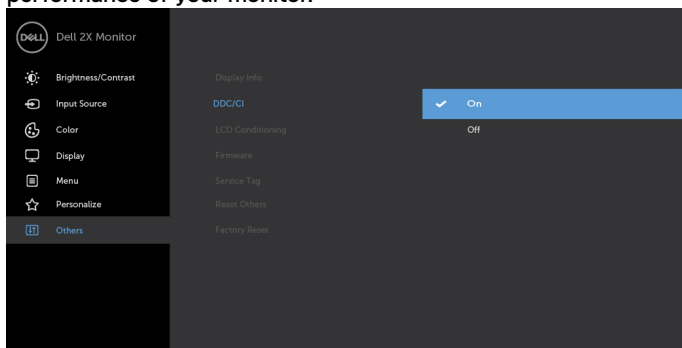 performance of your monitor.
DELL Dell 2X Monitor
Brightness/Contrast
Display Info
Input Source
DDC/CI
On
Color
LCD Conditioning
Off
Display
Firmware
Menu
Service Tag
Personalize
Reset Others
Others
Factory Reset